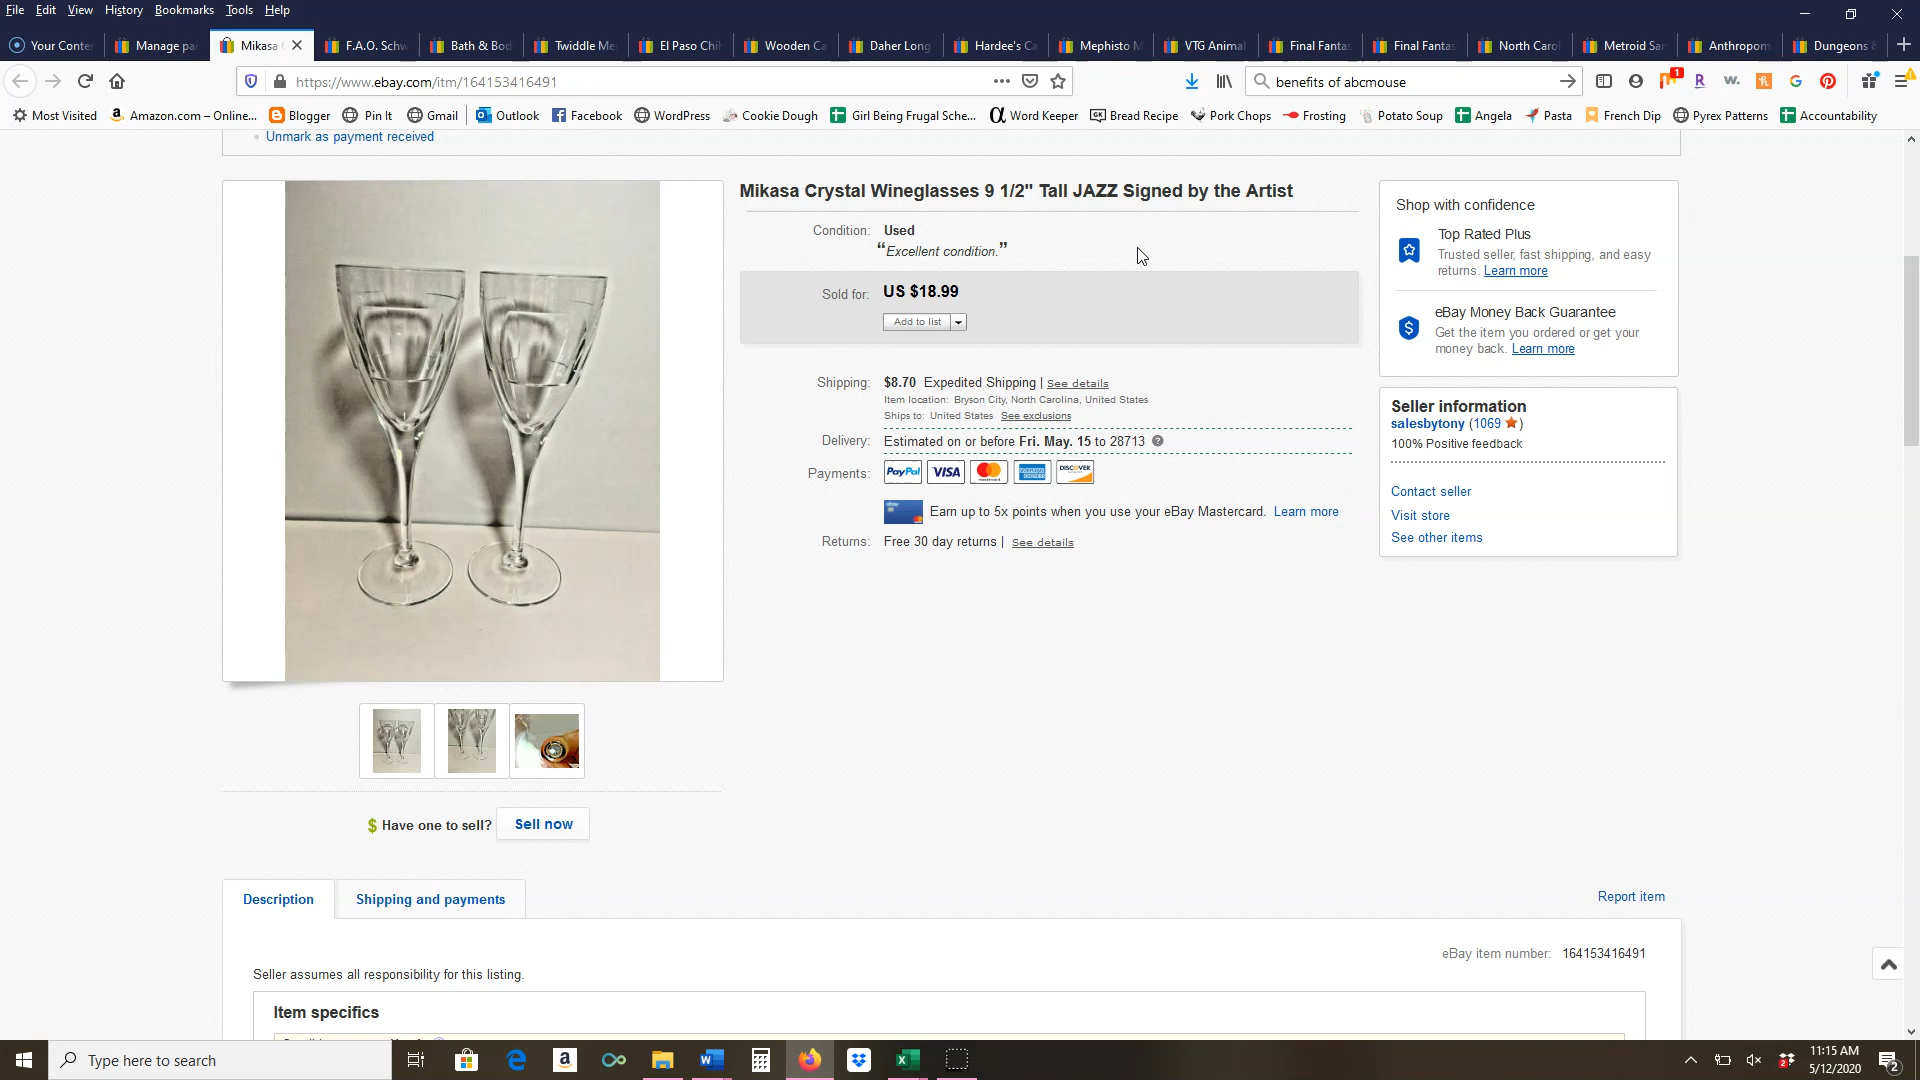 File Edit View History Bookmarks Tools Help
Your Conte Manage pa Mikasa F.A.O. Schw Bath & Bod Twiddle Me El Paso Chi Wooden Ca Daher Long Hardee's Ca Mephisto M VTG Animal Final Fantas Final Fantas North Carol Metroid Sa Anthropom Dungeons &
https://www.ebay.com/itm/164153416491
benefits of abcmouse
1
Most Visited Amazon.com – Online... Blogger Pin It Gmail Outlook Facebook WordPress Cookie Dough Girl Being Frugal Sche... Word Keeper Bread Recipe Pork Chops Frosting Potato Soup Angela Pasta French Dip Pyrex Patterns Accountability
Unmark as payment received
Mikasa Crystal Wineglasses 9 1/2" Tall JAZZ Signed by the Artist
Condition: Used
“Excellent condition.”
Sold for: US $18.99
Add to list
Shipping: $8.70 Expedited Shipping | See details
Item location: Bryson City, North Carolina, United States
Ships to: United States See exclusions
Delivery: Estimated on or before Fri. May. 15 to 28713
Payments: PayPal VISA AMERICAN EXPRESS DISCOVER
Earn up to 5x points when you use your eBay Mastercard. Learn more
Returns: Free 30 day returns | See details
Shop with confidence
Top Rated Plus
Trusted seller, fast shipping, and easy
returns. Learn more
eBay Money Back Guarantee
Get the item you ordered or get your
money back. Learn more
Seller information
salesbytony (1069 )
100% Positive feedback
Contact seller
Visit store
See other items
$ Have one to sell? Sell now
Description Shipping and payments
Report item
eBay item number: 164153416491
Seller assumes all responsibility for this listing.
Item specifics
Type here to search
11:15 AM
5/12/2020
2